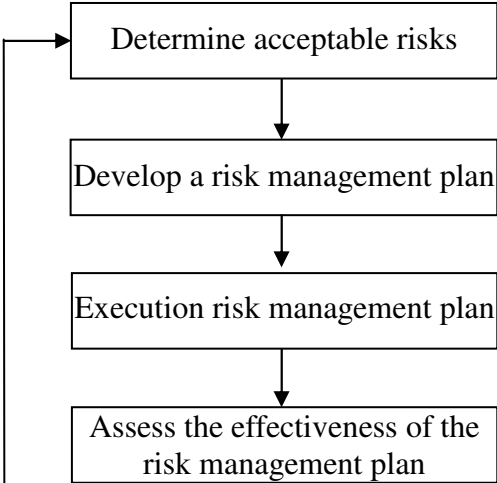 Determine acceptable risks
Develop a risk management plan
Execution risk management plan
Assess the effectiveness of the
risk management plan